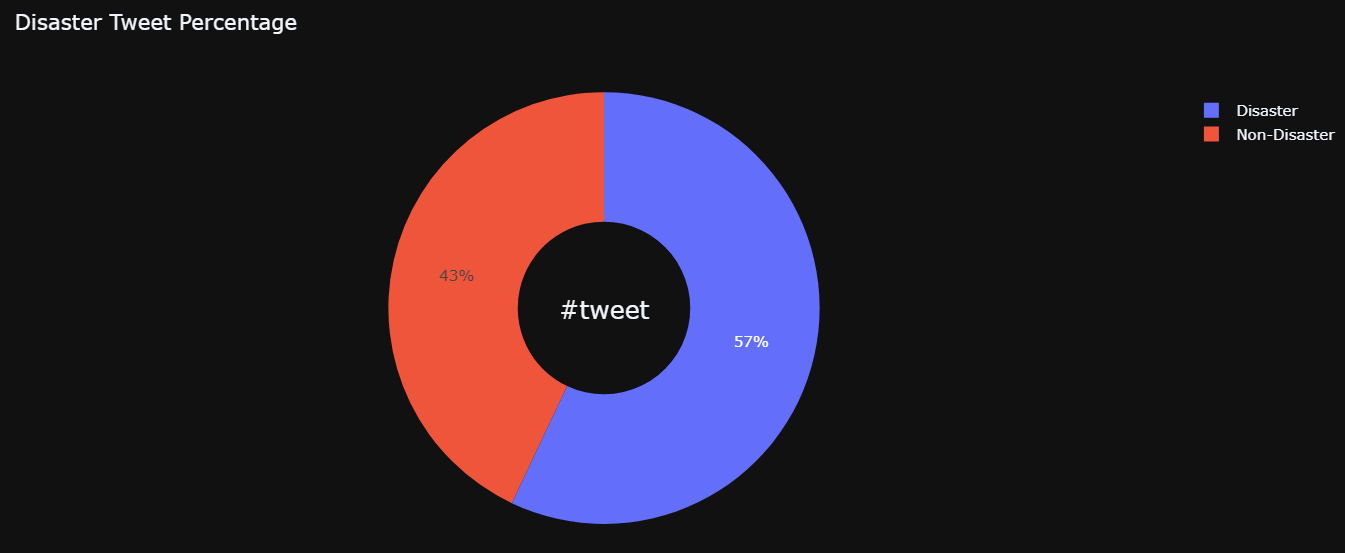 Disaster Tweet Percentage
Disaster
Non-Disaster
43%
#tweet
57%